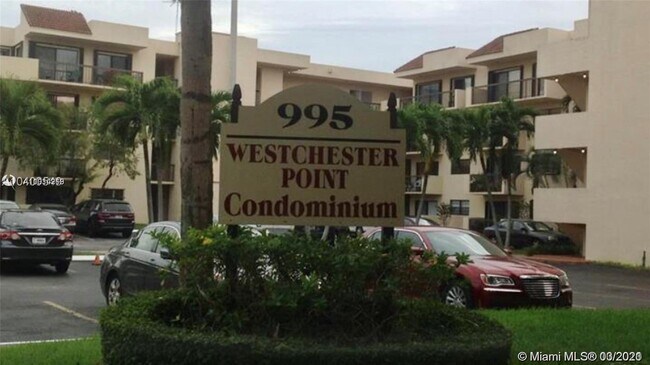 995
WESTCHESTER
POINT
Condominium
© Miami MLS®